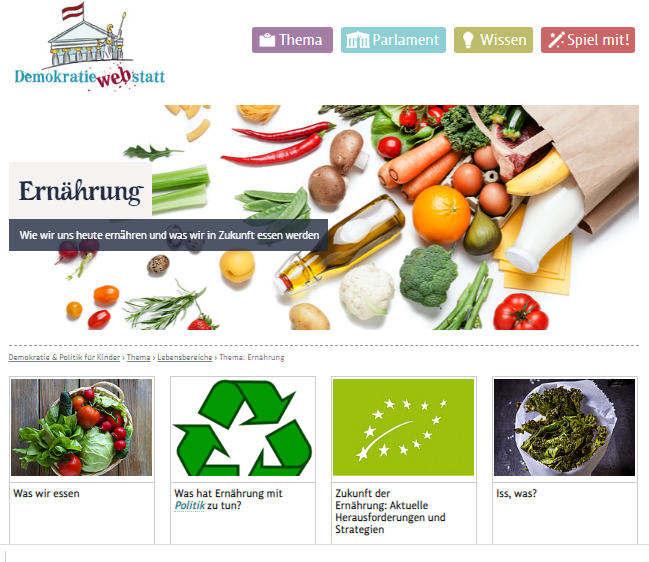 Demokratiewebstatt
Thema
Parlament
Wissen
Spiel mit!
Ernährung
Wie wir uns heute ernähren und was wir in Zukunft essen werden
Demokratie & Politik für Kinder › Thema › Lebensbereiche › Thema: Ernährung
Was wir essen
Was hat Ernährung mit
Politik zu tun?
Zukunft der
Ernährung: Aktuelle
Herausforderungen und
Strategien
Iss, was?